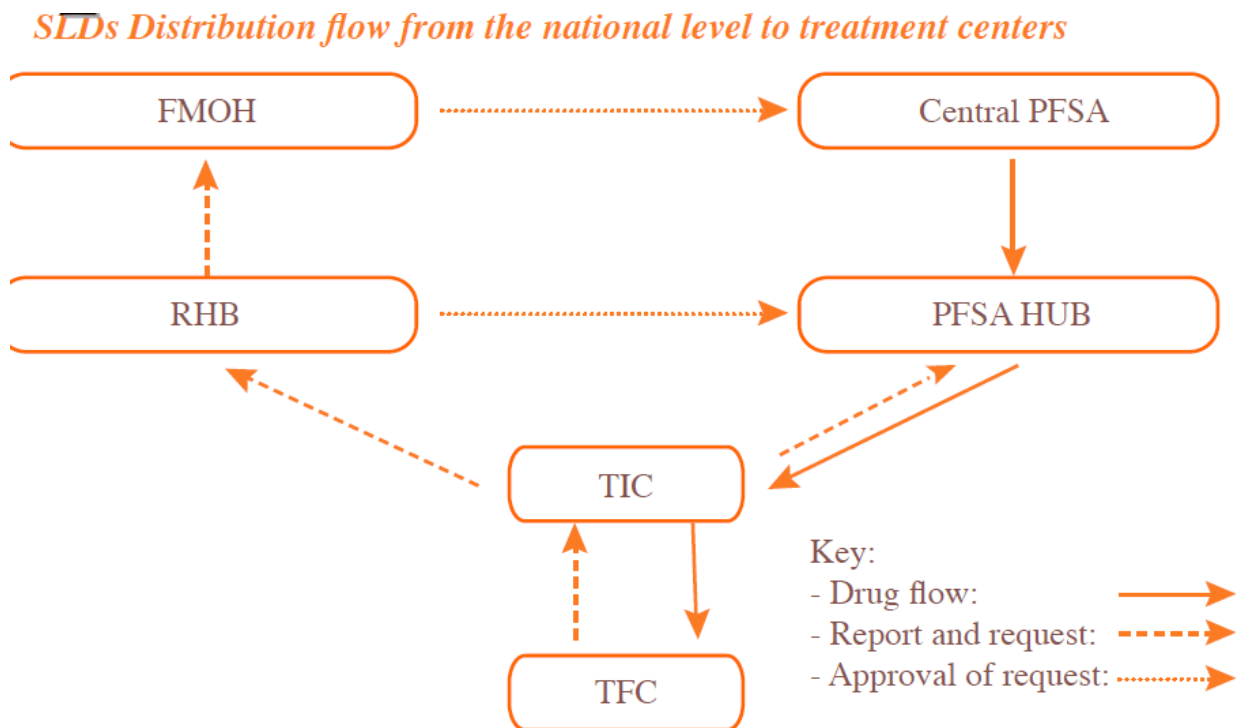 SLDs Distribution flow from the national level to treatment centers
FMOH
Central PFSA
RHB
PFSA HUB
TIC
TFC
Key:
- Drug flow:
- Report and request:
- Approval of request: